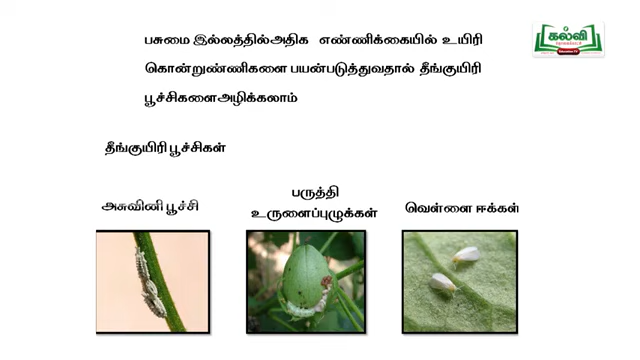 பசுமை இல்லத்தில்அதிக எண்ணிக்கையில் உயிரி
கொன்றுண்ணிகளை பயன்படுத்துவதால் தீங்குயிரி
பூச்சிகளைஅழிக்கலாம்
கல்வி
தீங்குயிரி பூச்சிகள்
அசுவினி பூச்சி
பருத்தி
உருளைப்புழுக்கள்
வெள்ளை ஈக்கள்